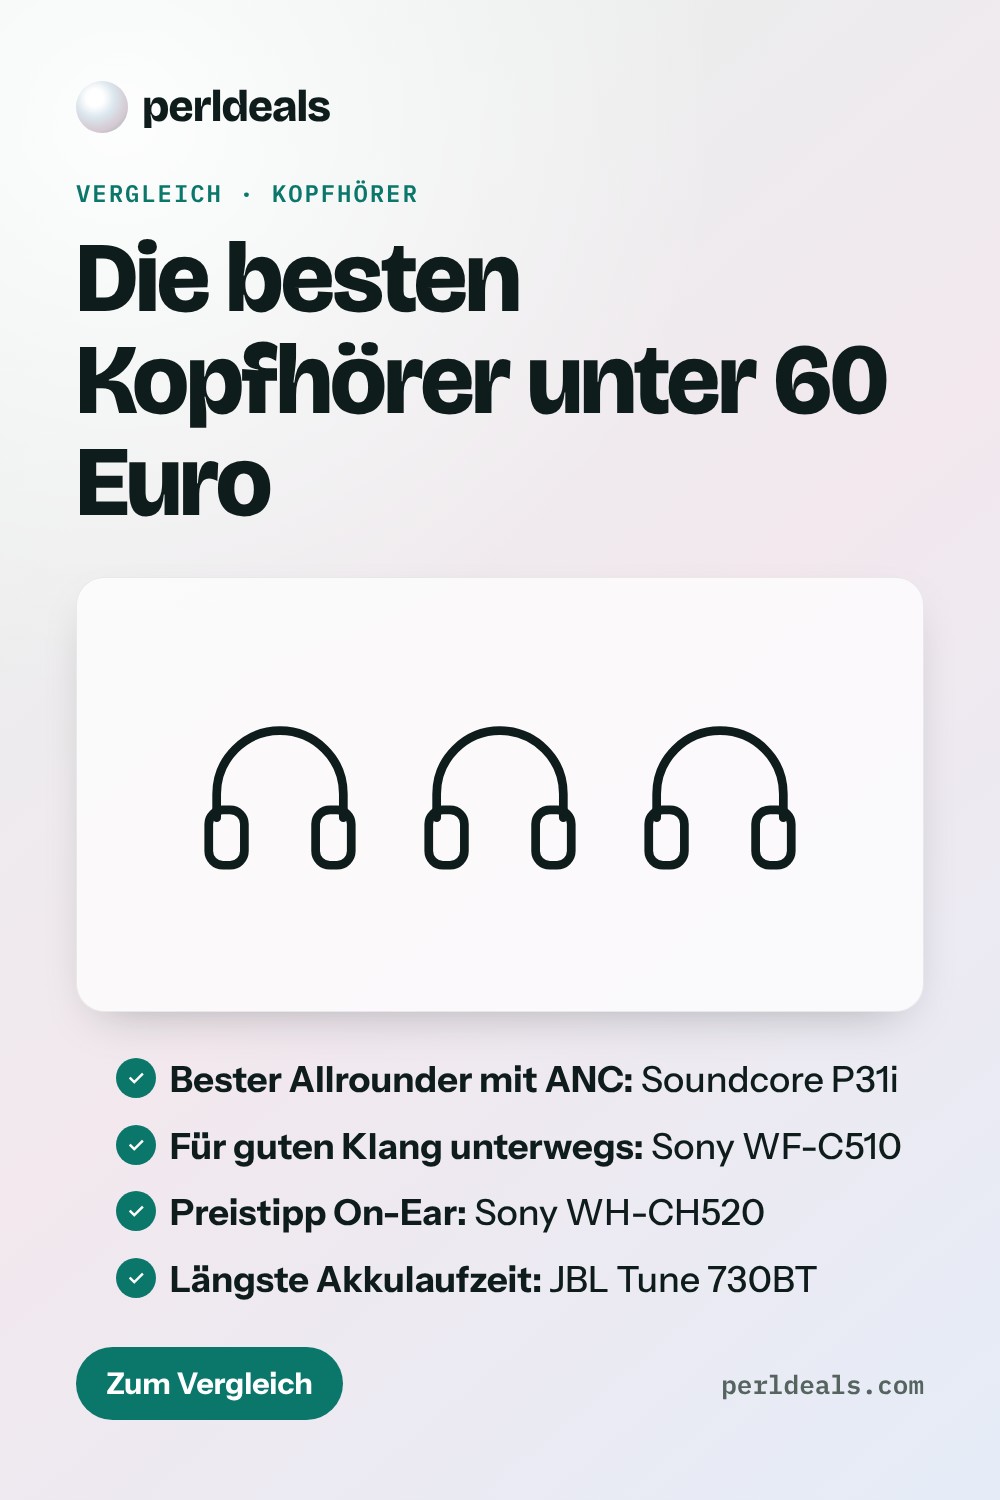 perldeals
VERGLEICH · KOPFHÖRER
Die besten
Kopfhörer unter 60
Euro
Bester Allrounder mit ANC: Soundcore P31i
Für guten Klang unterwegs: Sony WF-C510
Preistipp On-Ear: Sony WH-CH520
Längste Akkulaufzeit: JBL Tune 730BT
Zum Vergleich
perldeals.com